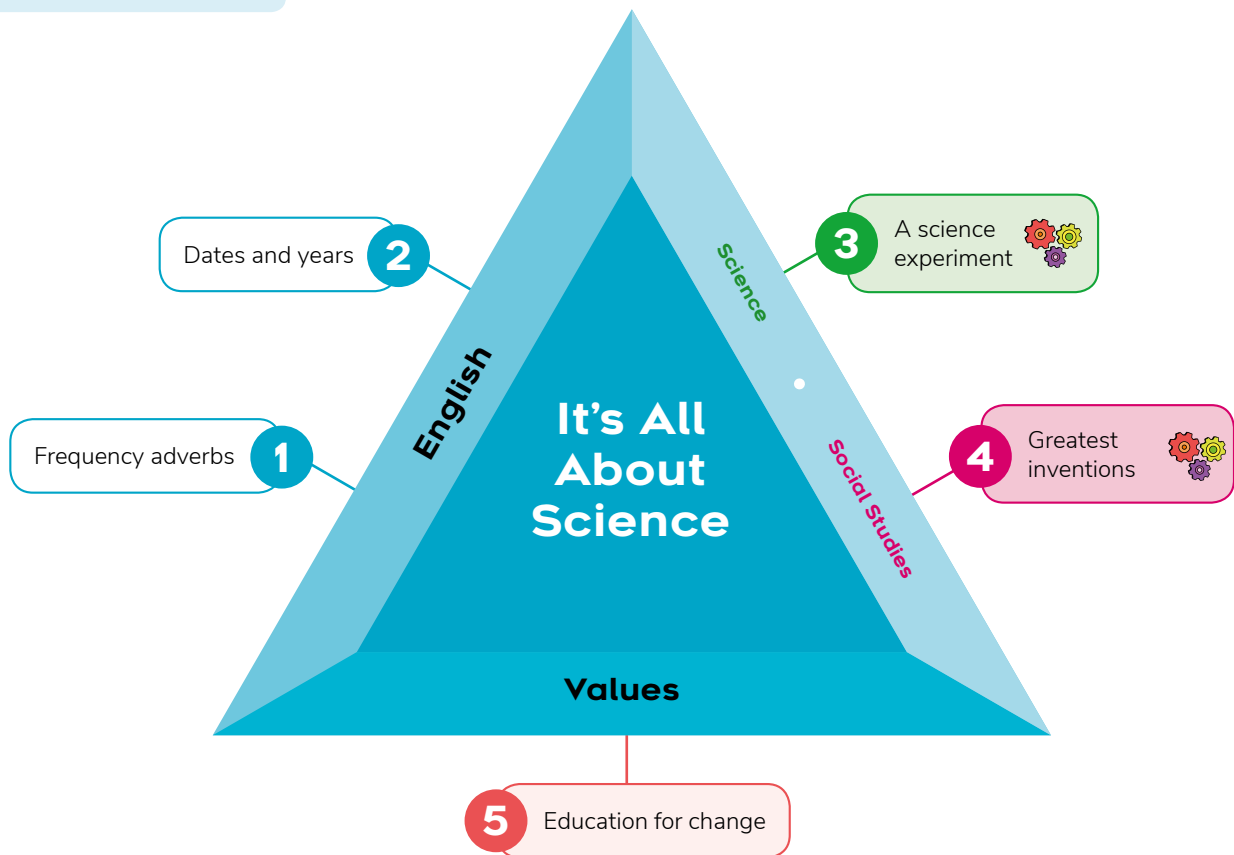 2
Dates and years
1
Frequency adverbs
English
It's All
About
Science
Science
Social Studies
3
A science
experiment
4
Greatest
inventions
Values
5
Education for change